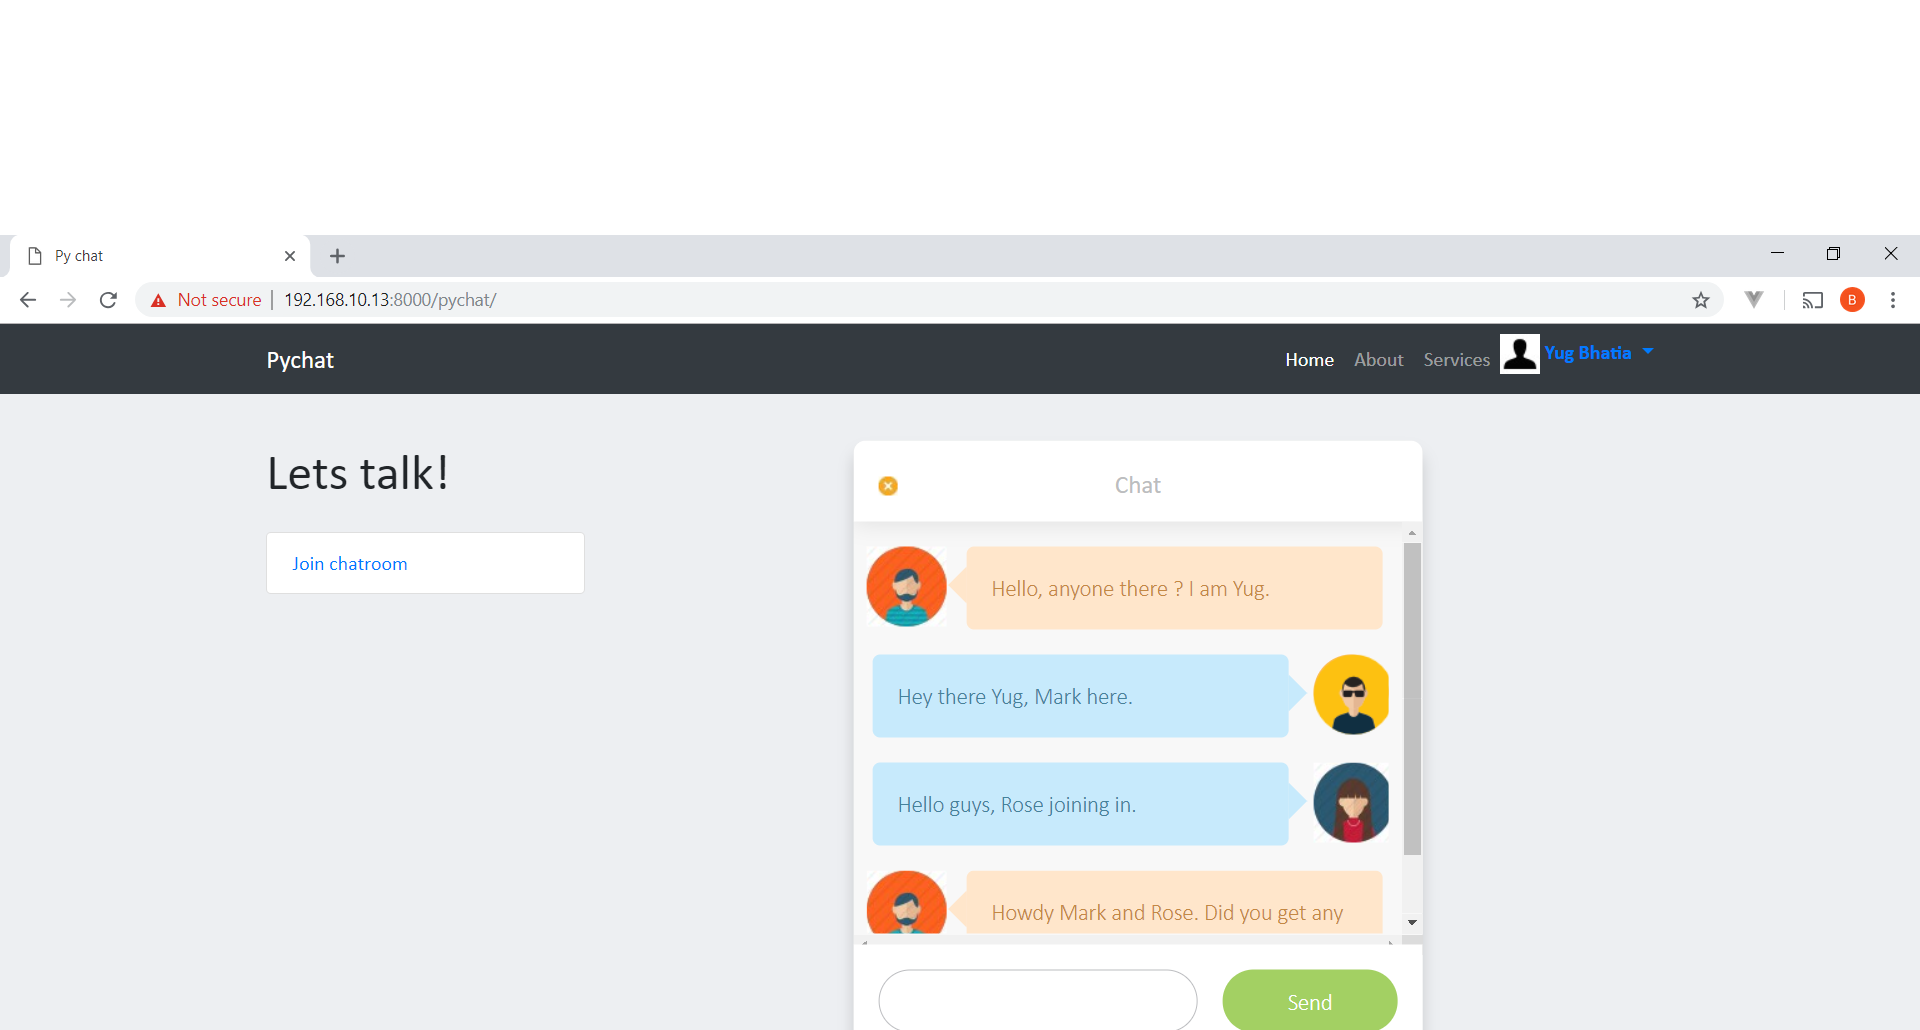 Py chat
Not secure | 192.168.10.13:8000/pychat/
B
Pychat
Home About Services Yug Bhatia
Lets talk!
Join chatroom
Chat
Hello, anyone there ? I am Yug.
Hey there Yug, Mark here.
Hello guys, Rose joining in.
Howdy Mark and Rose. Did you get any
Send